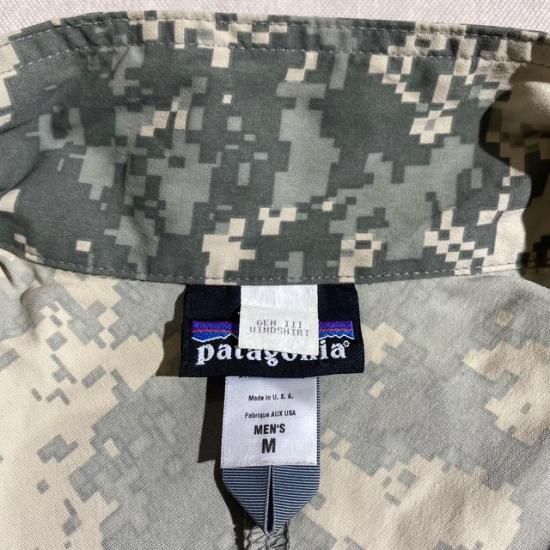 GEN III
WINDSHIRT
patagonia®
Made in U. S. A.
Fabrique AUX USA
MEN'S
M